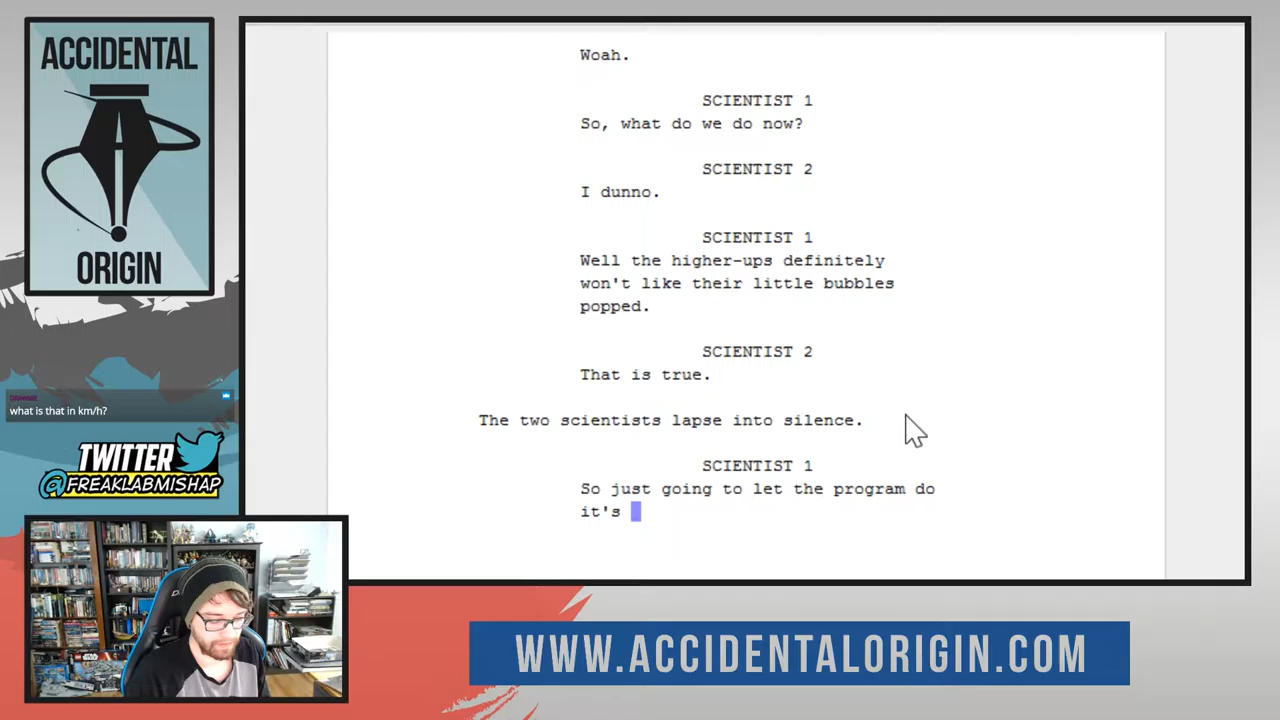 ACCIDENTAL
ORIGIN
what is that in km/h?
TWITTER
@FREAKLABMISHAP
Woah.
SCIENTIST 1
So, what do we do now?
SCIENTIST 2
I dunno.
SCIENTIST 1
Well the higher-ups definitely
won't like their little bubbles
popped.
SCIENTIST 2
That is true.
The two scientists lapse into silence.
SCIENTIST 1
So just going to let the program do
it's
WWW.ACCIDENTALORIGIN.COM